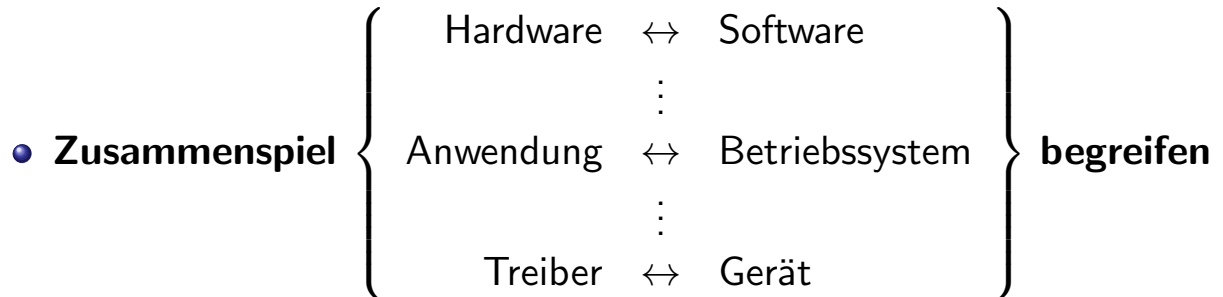 Hardware ↔ Software
⋮
Zusammenspiel { Anwendung ↔ Betriebssystem } begreifen
⋮
Treiber ↔ Gerät